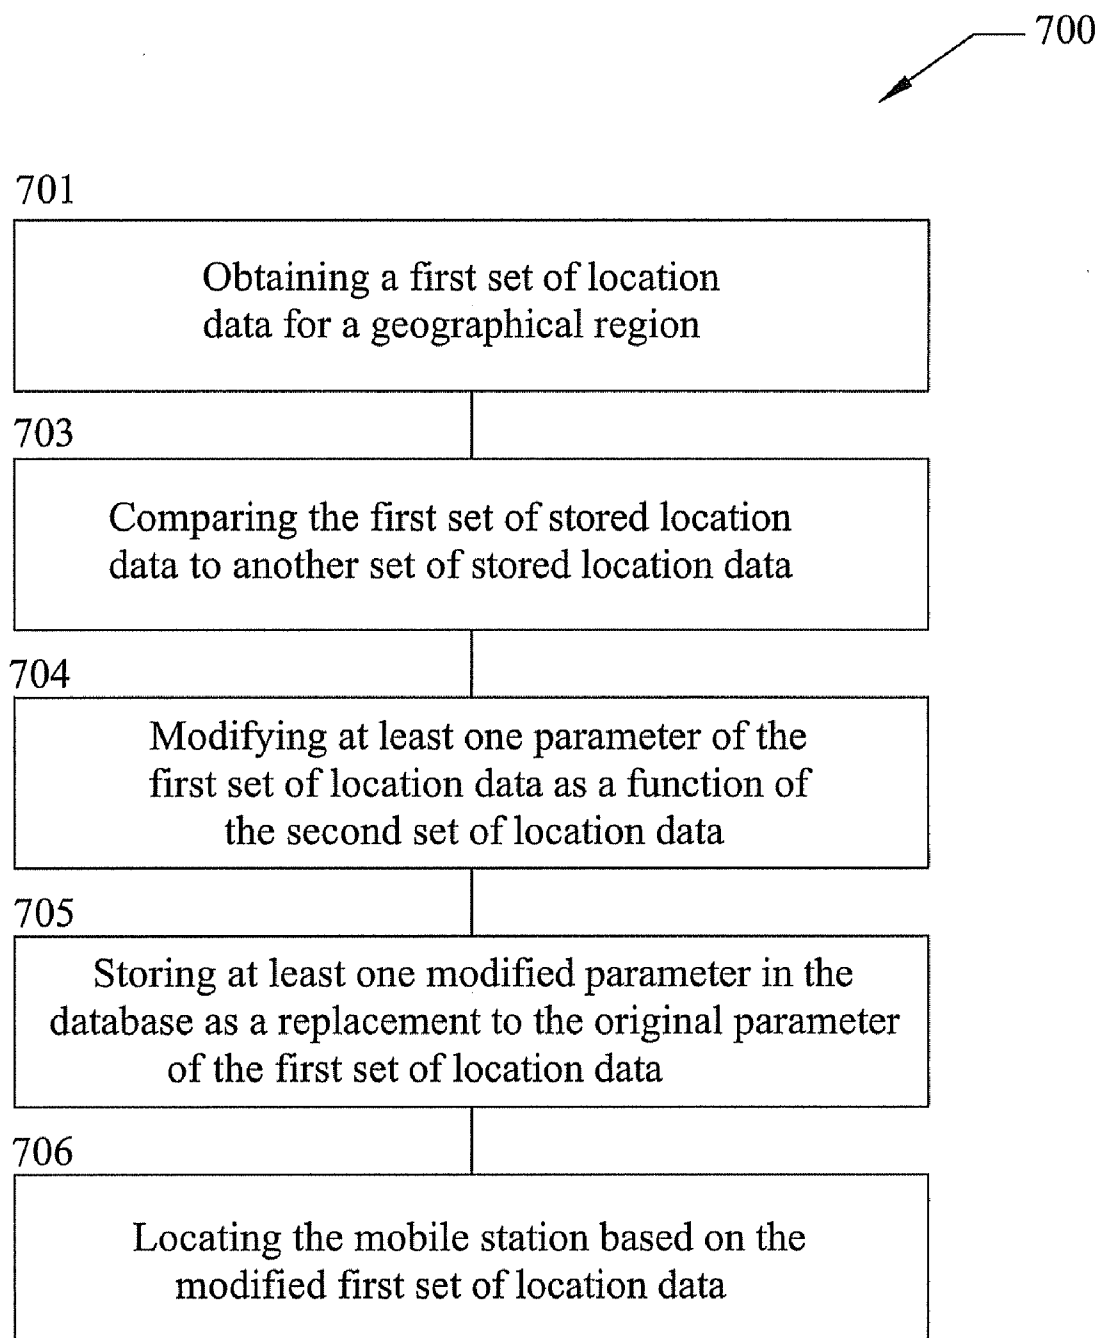 700
701
Obtaining a first set of location
data for a geographical region
703
Comparing the first set of stored location
data to another set of stored location data
704
Modifying at least one parameter of the
first set of location data as a function of
the second set of location data
705
Storing at least one modified parameter in the
database as a replacement to the original parameter
of the first set of location data
706
Locating the mobile station based on the
modified first set of location data